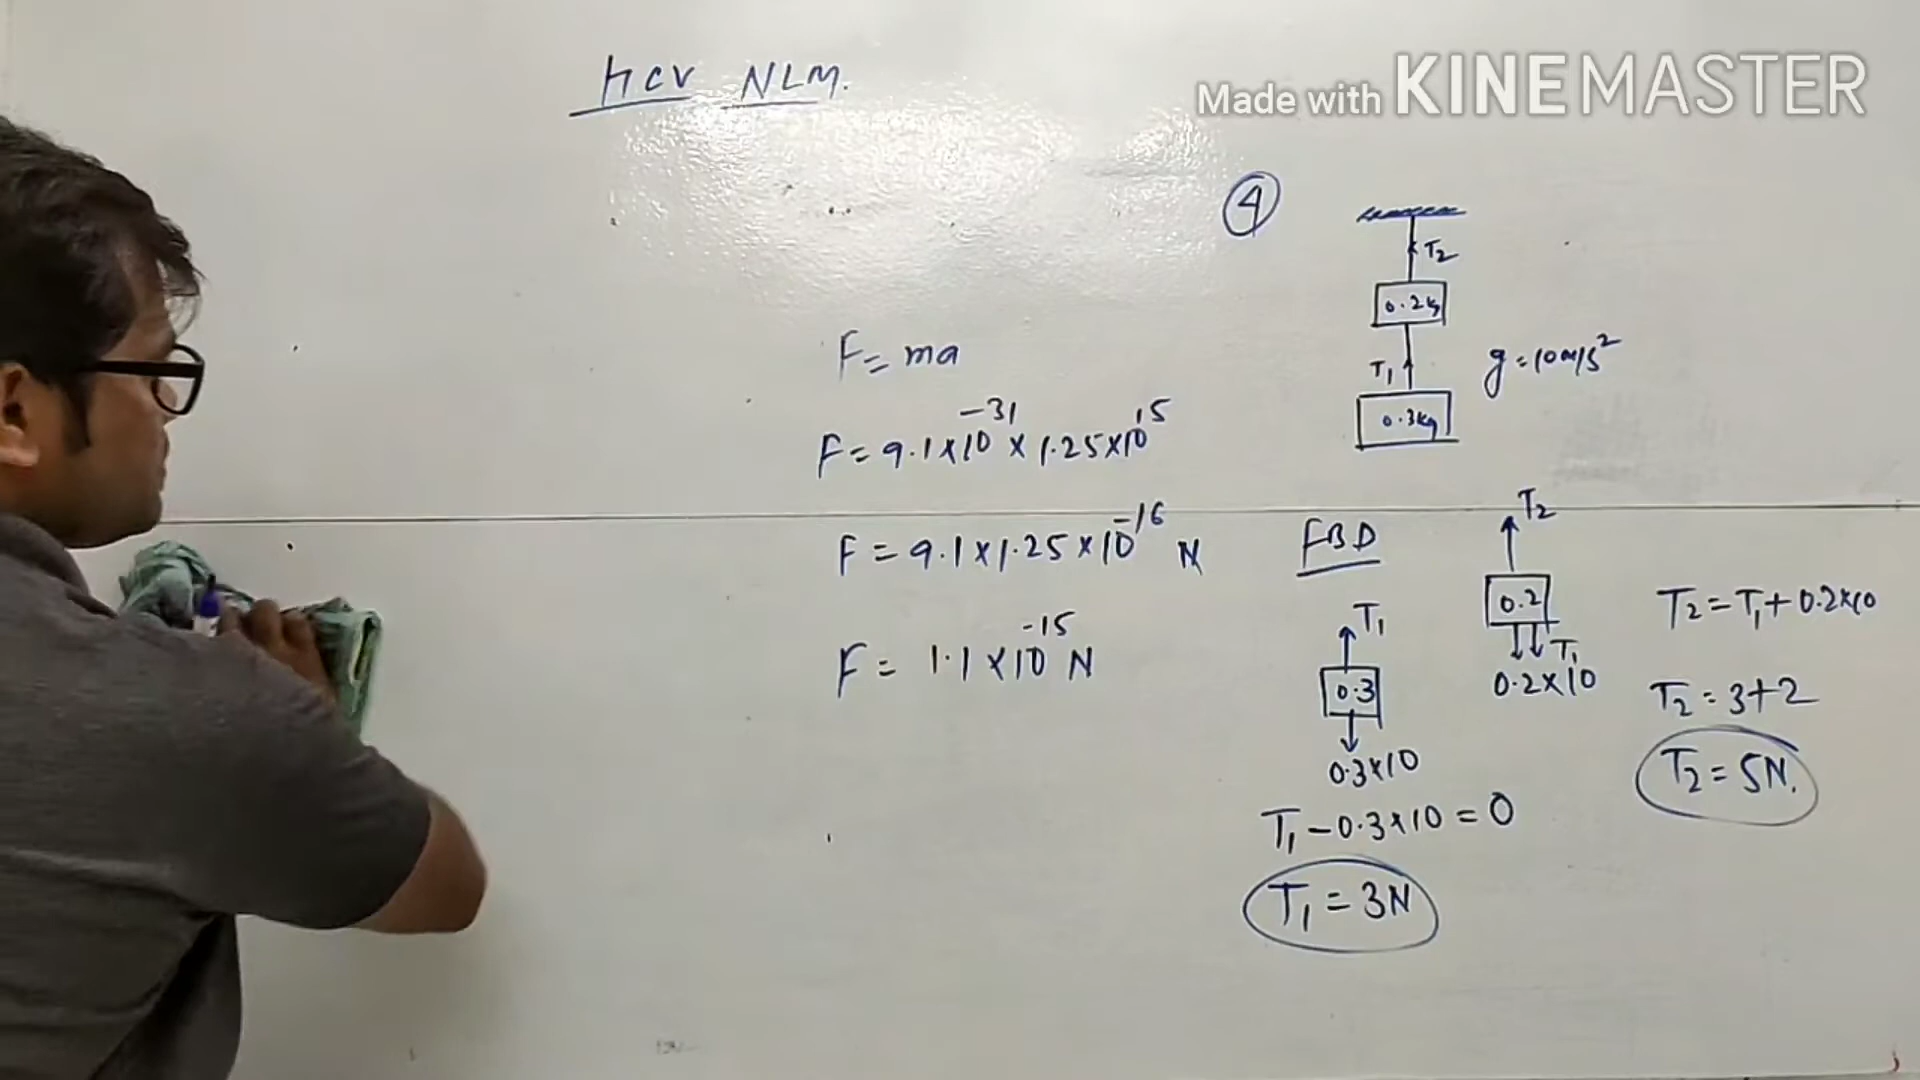 HCV NLM.
Made with KINEMASTER
F = ma
F = 9.1×10^-31 × 1.25×10^15
F = 9.1×1.25×10^-16 N
F = 1.1×10^-15 N
4
T2
0.2kg
T1
g=10m/s²
0.3kg
FBD
T1
0.3
0.3×10
T1-0.3×10=0
T1=3N
T2
0.2
T1
0.2×10
T2=T1+0.2×10
T2=3+2
T2=5N.